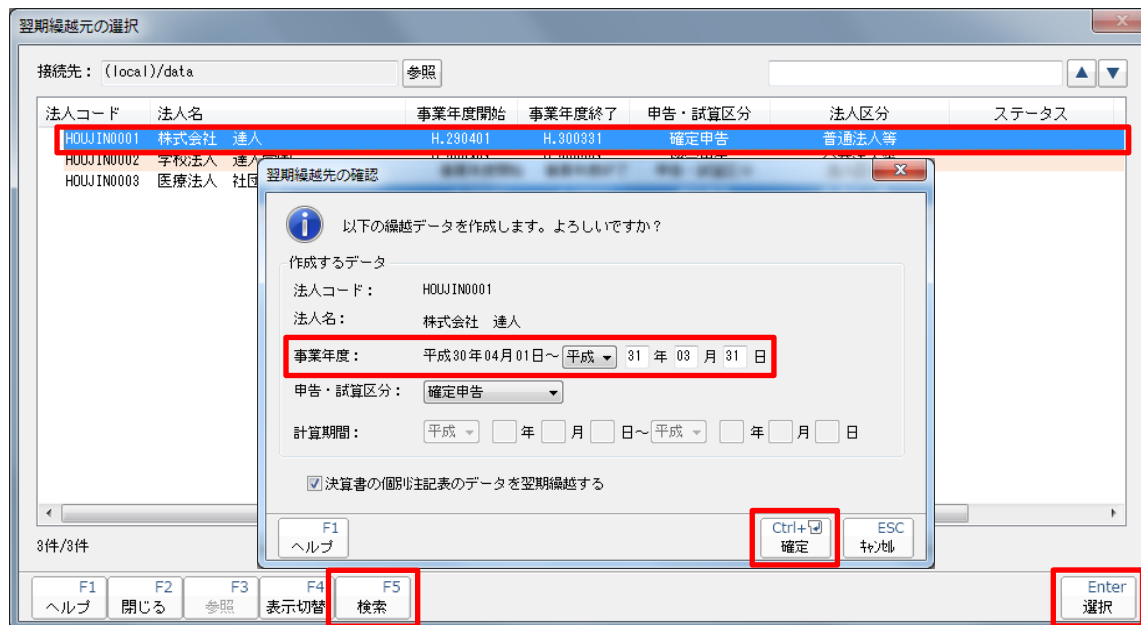 翌期繰越元の選択
接続先： (local)/data 参照
法人コード 法人名 事業年度開始 事業年度終了 申告・試算区分 法人区分 ステータス
HOUJIN0001 株式会社 達人 H.290401 H.300331 確定申告 普通法人等
HOUJIN0002 学校法人
HOUJIN0003 医療法人
翌期繰越先の確認
以下の繰越データを作成します。よろしいですか？
作成するデータ
法人コード： HOUJIN0001
法人名： 株式会社 達人
事業年度： 平成30年04月01日～ 平成 31 年 03 月 31 日
申告・試算区分： 確定申告
計算期間： 平成 年 月 日～ 平成 年 月 日
決算書の個別注記表のデータを翌期繰越する
F1 Ctrl+ ESC
ヘルプ 確定 ｷｬﾝｾﾙ
3件/3件
F1 F2 F3 F4 F5 Enter
ヘルプ 閉じる 参照 表示切替 検索 選択